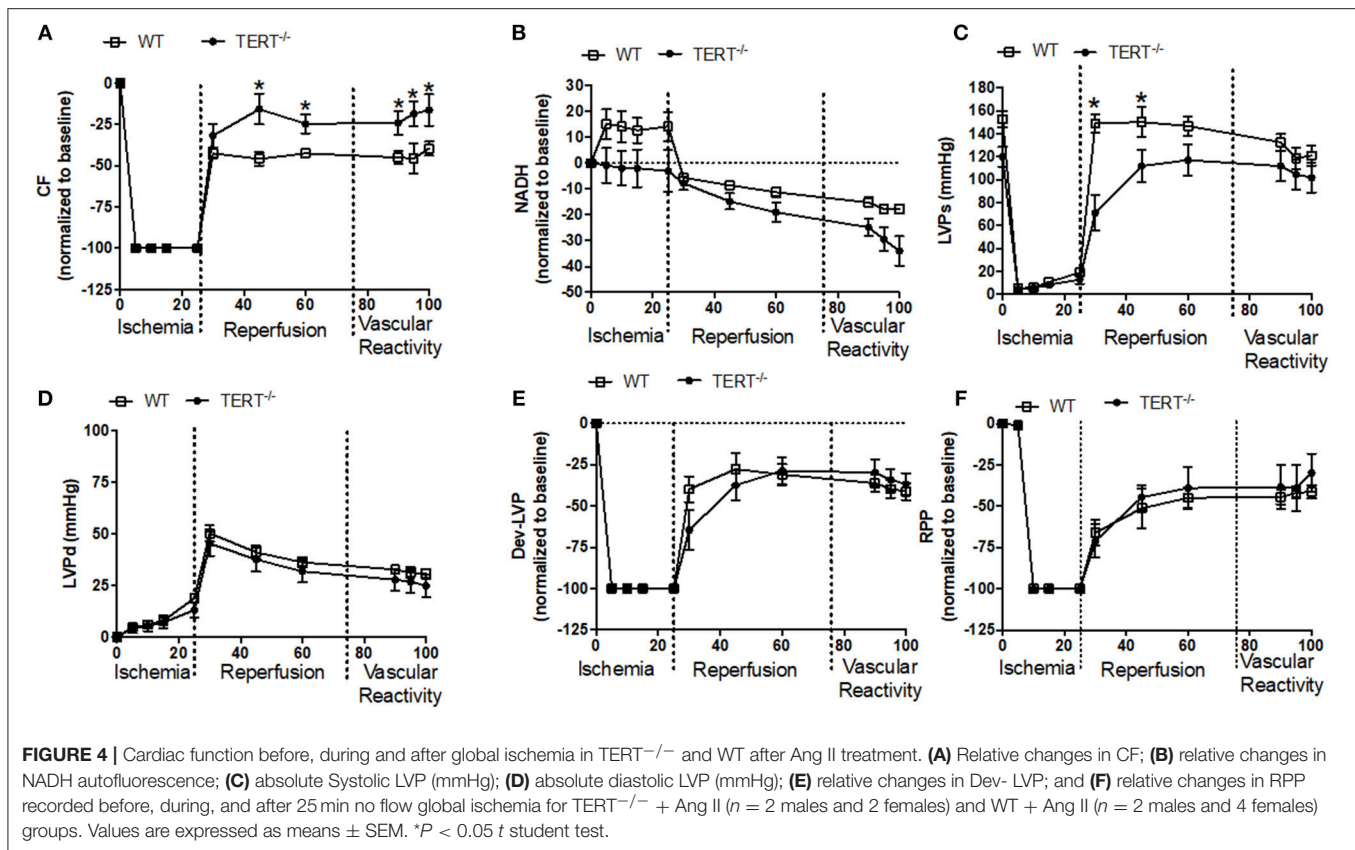 A
WT TERT-/-
CF
(normalized to baseline)
0
-25
-50
-75
-100
-125
0 20 40 60 80 100
* * * * *
Ischemia Reperfusion Vascular
Reactivity
B
WT TERT-/-
NADH
(normalized to baseline)
30
20
10
0
-10
-20
-30
-40
-50
0 20 40 60 80 100
Ischemia Reperfusion Vascular
Reactivity
C
WT
TERT-/-
LVPs (mmHg)
180
160
140
120
100
80
60
40
20
0
0 20 40 60 80 100
* *
Ischemia Reperfusion Vascular
Reactivity
D
WT TERT-/-
LVPd (mmHg)
100
75
50
25
0
0 20 40 60 80 100
Ischemia Reperfusion Vascular
Reactivity
E
WT TERT-/-
Dev-LVP
(normalized to baseline)
0
-25
-50
-75
-100
-125
0 20 40 60 80 100
Ischemia Reperfusion Vascular
Reactivity
F
WT TERT-/-
RPP
(normalized to baseline)
0
-25
-50
-75
-100
-125
0 20 40 60 80 100
Ischemia Reperfusion Vascular
Reactivity
FIGURE 4 | Cardiac function before, during and after global ischemia in TERT−/− and WT after Ang II treatment. (A) Relative changes in CF; (B) relative changes in
NADH autofluorescence; (C) absolute Systolic LVP (mmHg); (D) absolute diastolic LVP (mmHg); (E) relative changes in Dev- LVP; and (F) relative changes in RPP
recorded before, during, and after 25 min no flow global ischemia for TERT−/− + Ang II (n = 2 males and 2 females) and WT + Ang II (n = 2 males and 4 females)
groups. Values are expressed as means ± SEM. *P < 0.05 t student test.